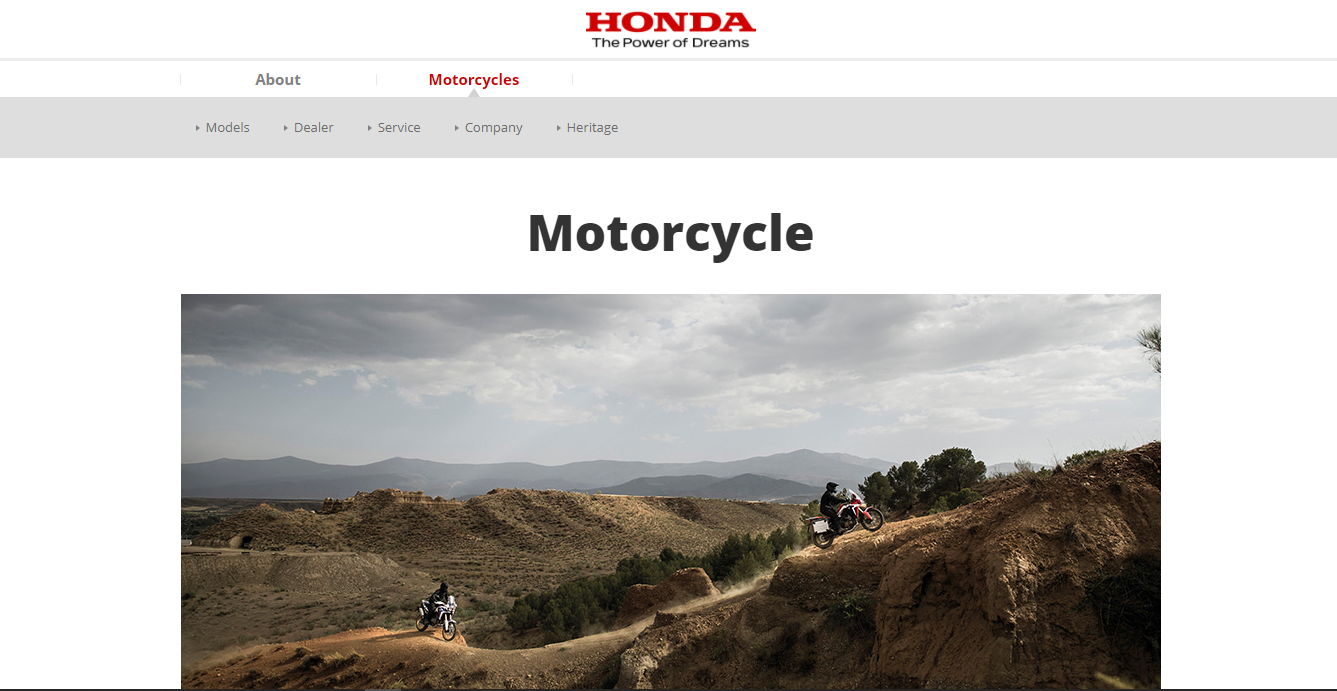 HONDA
The Power of Dreams
About Motorcycles
Models Dealer Service Company Heritage
Motorcycle